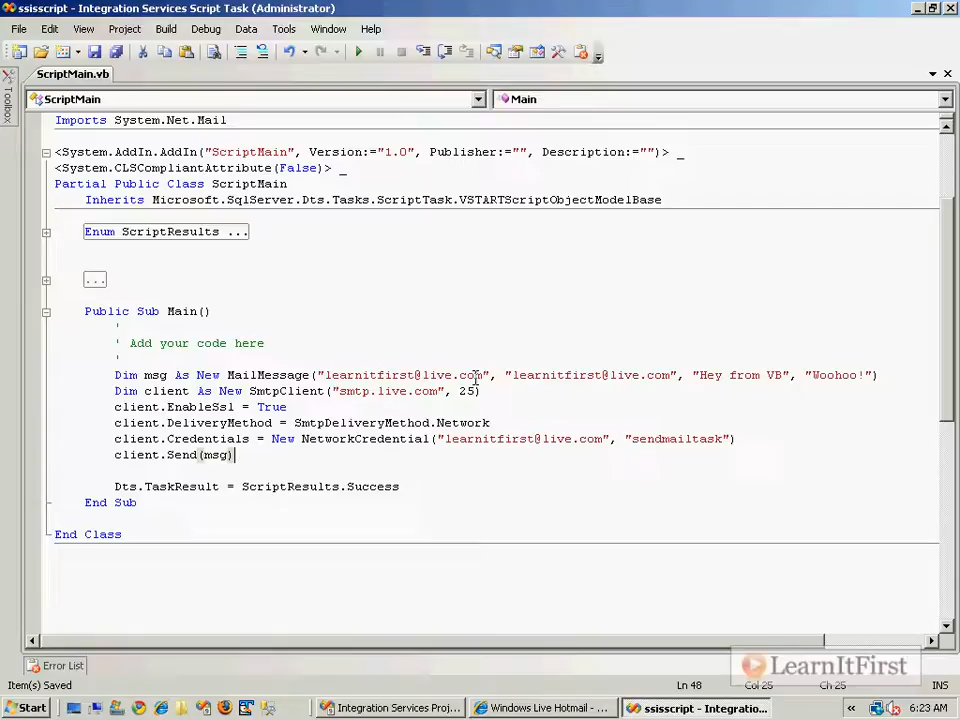 ssisscript - Integration Services Script Task (Administrator)
File Edit View Project Build Debug Data Tools Window Help
ScriptMain.vb
Toolbox
ScriptMain Main
Imports System.Net.Mail
<System.AddIn.AddIn("ScriptMain", Version:="1.0", Publisher:="", Description:="")> _
<System.CLSCompliantAttribute(False)> _
Partial Public Class ScriptMain
Inherits Microsoft.SqlServer.Dts.Tasks.ScriptTask.VSTARTScriptObjectModelBase
Enum ScriptResults ...
...
Public Sub Main()
'
' Add your code here
'
Dim msg As New MailMessage("learnitfirst@live.com", "learnitfirst@live.com", "Hey from VB", "Woohoo!")
Dim client As New SmtpClient("smtp.live.com", 25)
client.EnableSsl = True
client.DeliveryMethod = SmtpDeliveryMethod.Network
client.Credentials = New NetworkCredential("learnitfirst@live.com", "sendmailtask")
client.Send(msg)
Dts.TaskResult = ScriptResults.Success
End Sub
End Class
Error List
LearnItFirst
Item(s) Saved Ln 48 Col 25 Ch 25 INS
Start Integration Services Proj... Windows Live Hotmail - ... ssisscript - Integratio... « 6:23 AM